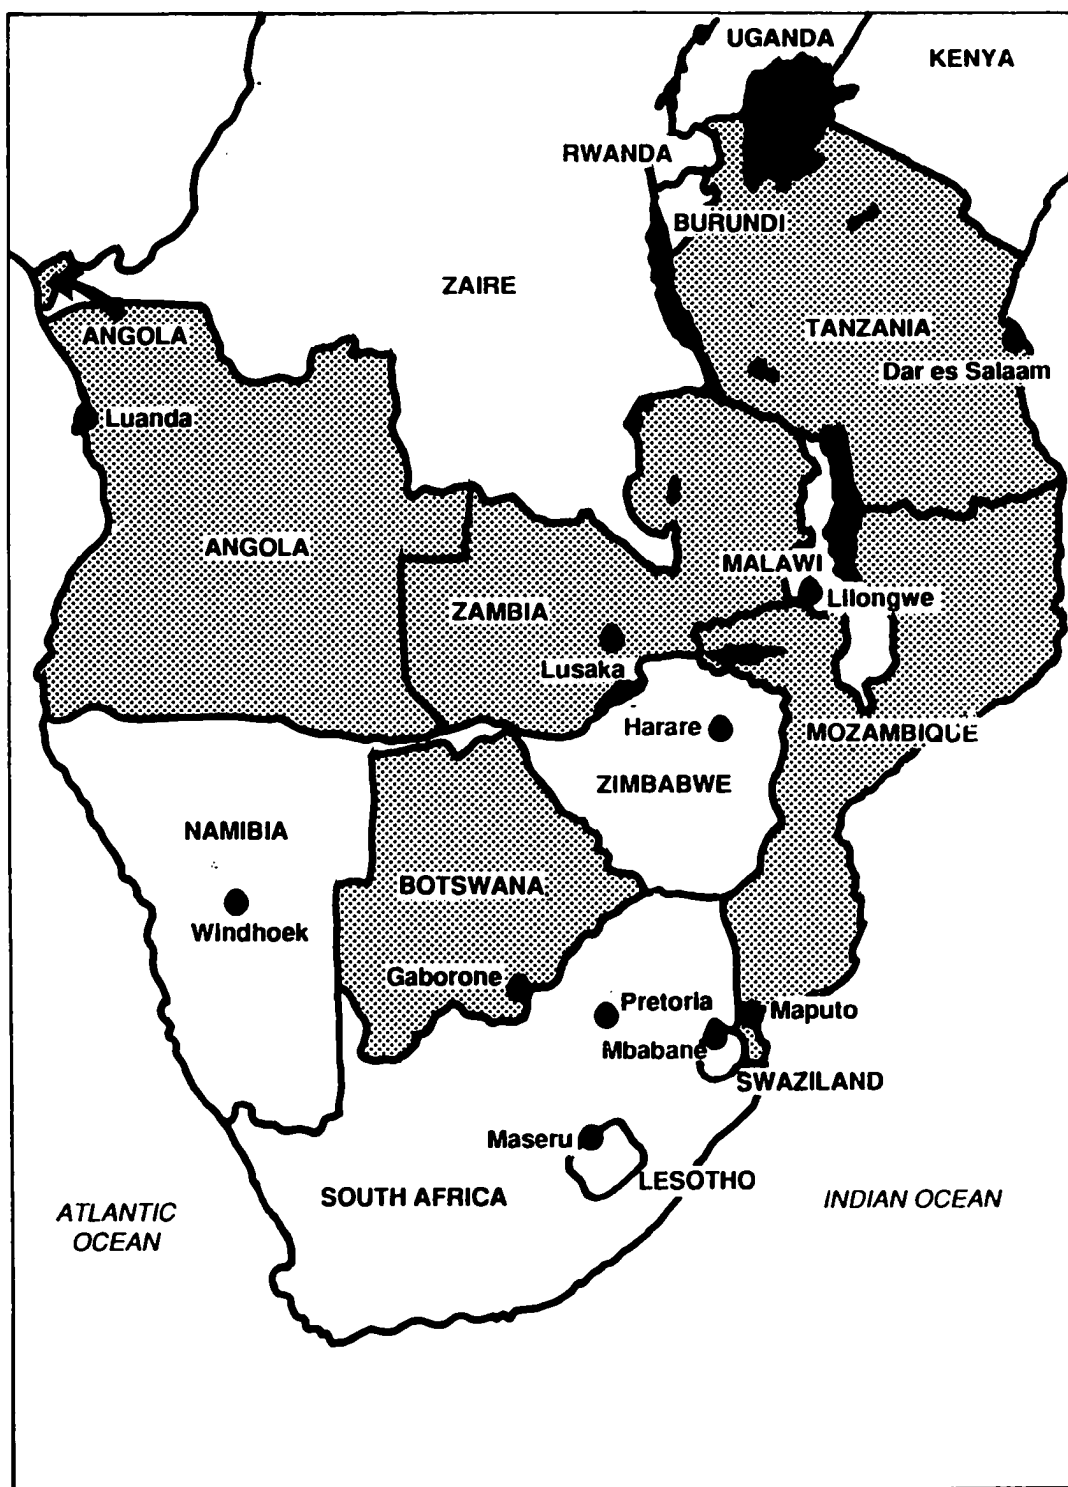 UGANDA
KENYA
RWANDA
BURUNDI
ZAIRE
ANGOLA
TANZANIA
Dar es Salaam
Luanda
ANGOLA
MALAWI
Lilongwe
ZAMBIA
Lusaka
Harare
MOZAMBIQUE
ZIMBABWE
NAMIBIA
BOTSWANA
Windhoek
Gaborone
Pretoria
Maputo
Mbabane
SWAZILAND
Maseru
LESOTHO
SOUTH AFRICA
INDIAN OCEAN
ATLANTIC
OCEAN